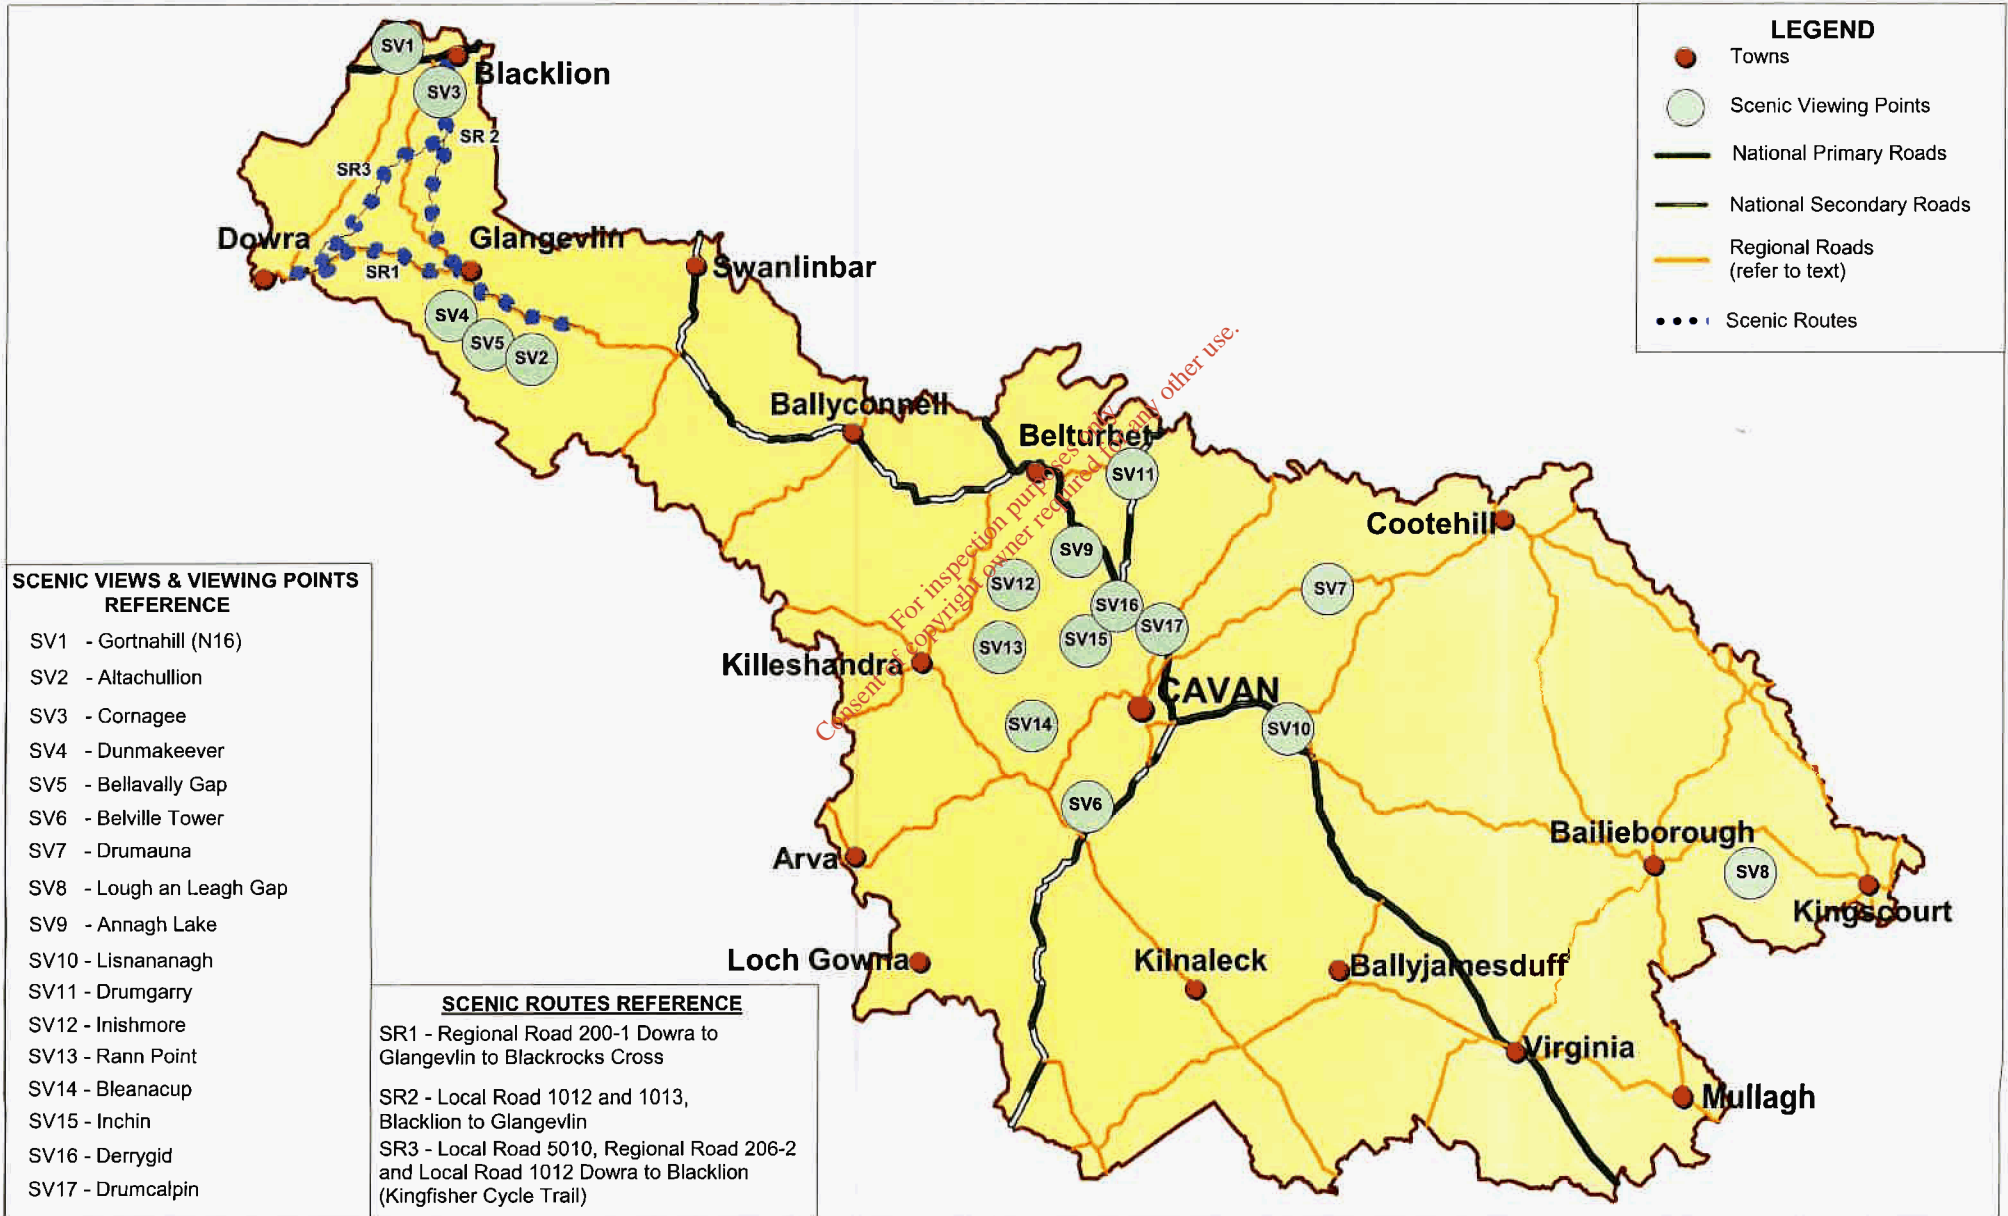 SV1
Blacklion
SV3
SR 2
SR3
Dowra
Glangevlin
SR1
Swanlinbar
SV4
SV5
SV2
Ballyconnell
Belturbet
SV11
Cootehill
SV9
SV12
SV7
SV16
SV17
SV15
SV13
Killeshandra
CAVAN
SV14
SV10
SV6
Bailieborough
Arva
SV8
Kingscourt
Loch Gowna
Kilnaleck
Ballyjamesduff
Virginia
Mullagh
For inspection purposes only.
Consent of copyright owner required for any other use.
LEGEND
Towns
Scenic Viewing Points
National Primary Roads
National Secondary Roads
Regional Roads
(refer to text)
Scenic Routes
SCENIC VIEWS & VIEWING POINTS
REFERENCE
SV1 - Gortnahill (N16)
SV2 - Altachullion
SV3 - Cornagee
SV4 - Dunmakeever
SV5 - Bellavally Gap
SV6 - Belville Tower
SV7 - Drumauna
SV8 - Lough an Leagh Gap
SV9 - Annagh Lake
SV10 - Lisnananagh
SV11 - Drumgarry
SV12 - Inishmore
SV13 - Rann Point
SV14 - Bleanacup
SV15 - Inchin
SV16 - Derrygid
SV17 - Drumcalpin
SCENIC ROUTES REFERENCE
SR1 - Regional Road 200-1 Dowra to
Glangevlin to Blackrocks Cross
SR2 - Local Road 1012 and 1013,
Blacklion to Glangevlin
SR3 - Local Road 5010, Regional Road 206-2
and Local Road 1012 Dowra to Blacklion
(Kingfisher Cycle Trail)